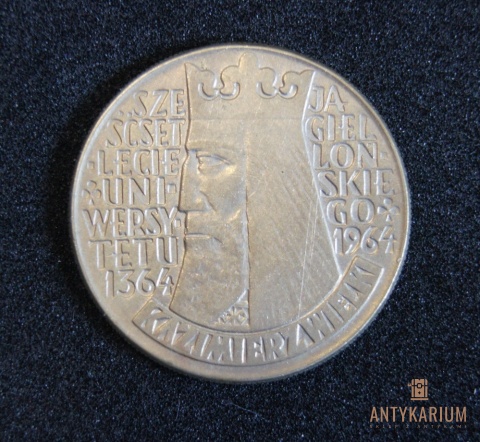 SZE
ŚĆSET
LECIE
UNI
WERSY
TETU
1364
JA
GIEL
LOŃ
SKIE
GO
1964
KAZIMIERZ WIELKI
ANTYKARIUM